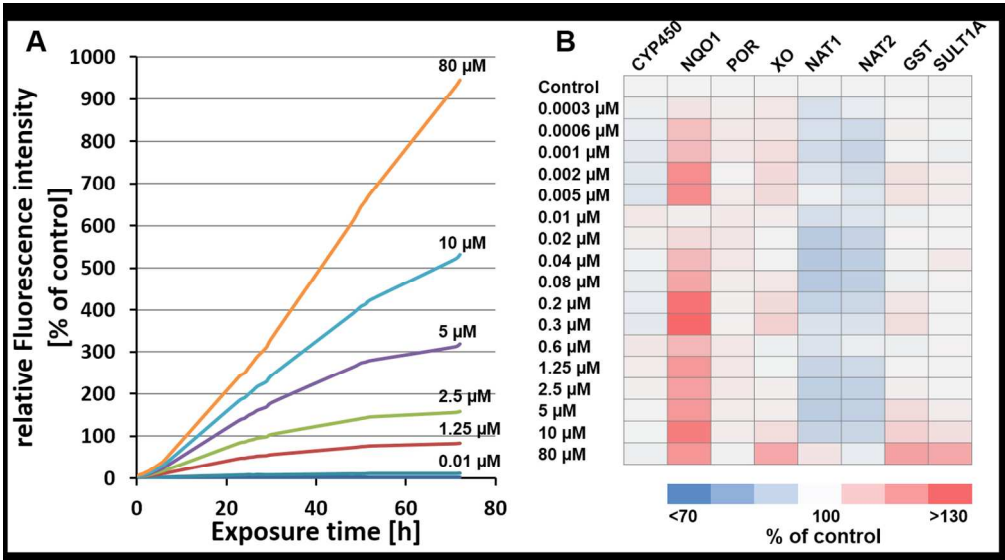 A
relative Fluorescence intensity
[% of control]
1000
900
800
700
600
500
400
300
200
100
0
80 µM
10 µM
5 µM
2.5 µM
1.25 µM
0.01 µM
0 20 40 60 80
Exposure time [h]
B
CYP450 NQO1 POR XO NAT1 NAT2 GST SULT1A
Control
0.0003 µM
0.0006 µM
0.001 µM
0.002 µM
0.005 µM
0.01 µM
0.02 µM
0.04 µM
0.08 µM
0.2 µM
0.3 µM
0.6 µM
1.25 µM
2.5 µM
5 µM
10 µM
80 µM
<70 100 >130
% of control